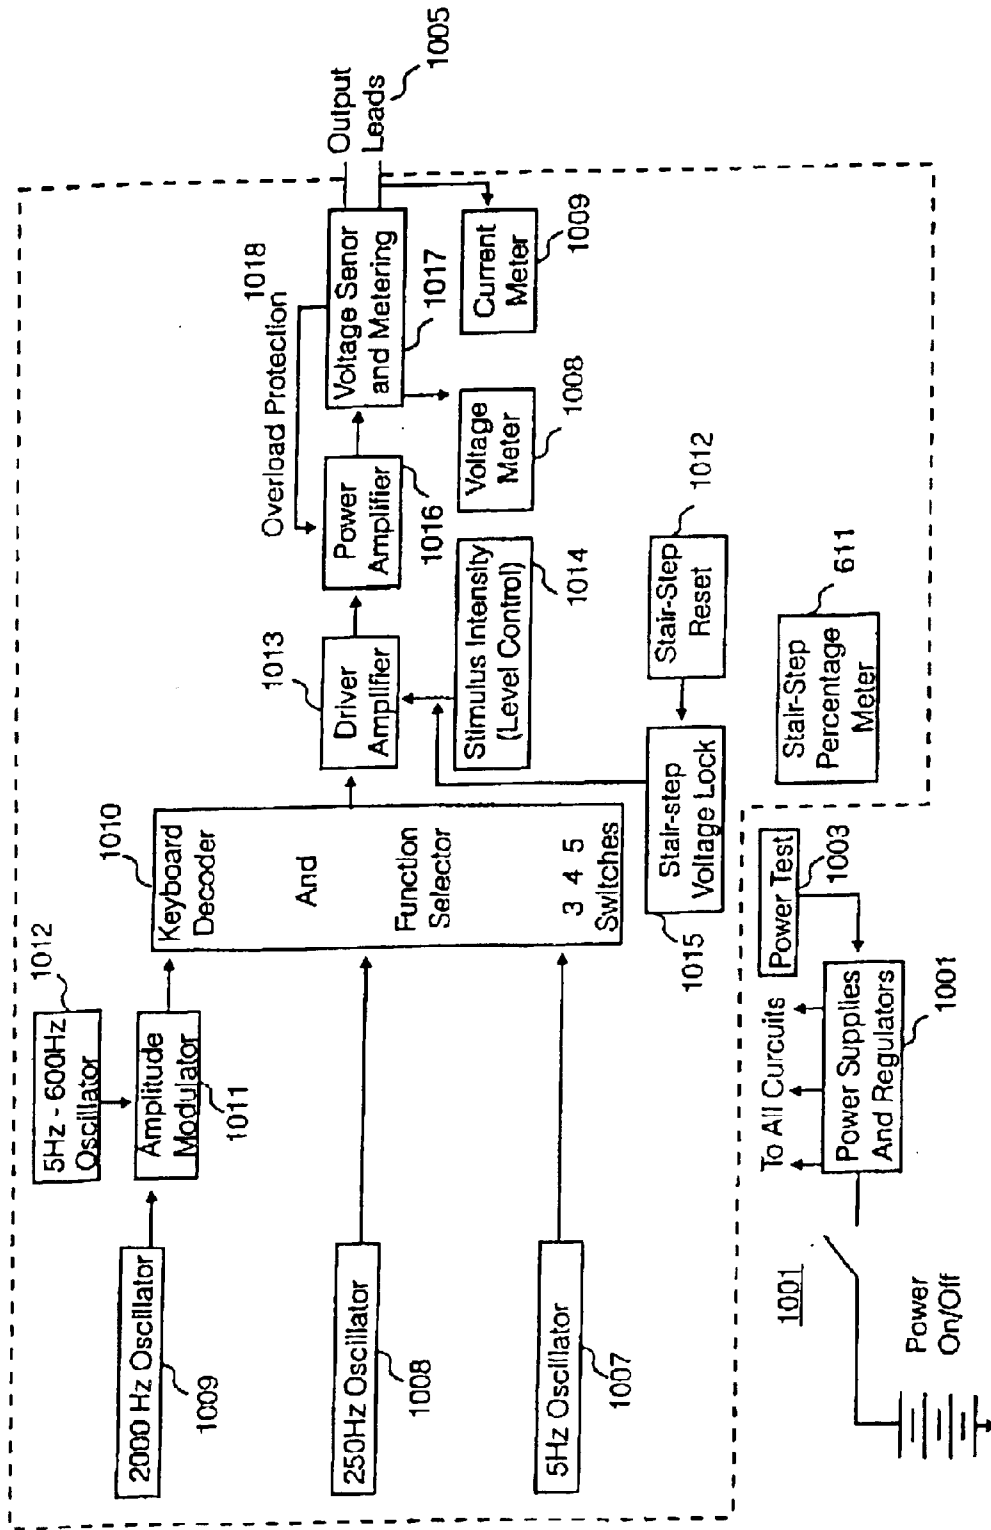 1012
5Hz - 600Hz
Oscillator
2000 Hz Oscillator
1009
Amplitude
Modulator
1011
250Hz Oscillator
1008
5Hz Oscillator
1007
1010
Keyboard
Decoder
And
Function
Selector
3 4 5
Switches
1013
Driver
Amplifier
Overload Protection
1018
Power
Amplifier
1016
Voltage Senor
and Metering
1017
Output
Leads
1005
Stimulus Intensity
(Level Control)
1014
Voltage
Meter
1008
Current
Meter
1009
Stair-step
Voltage Lock
1015
Stair-Step
Reset
1012
Stair-Step
Percentage
Meter
611
Power Test
1003
To All Curcuits
Power Supplies
And Regulators
1001
1001
Power
On/Off